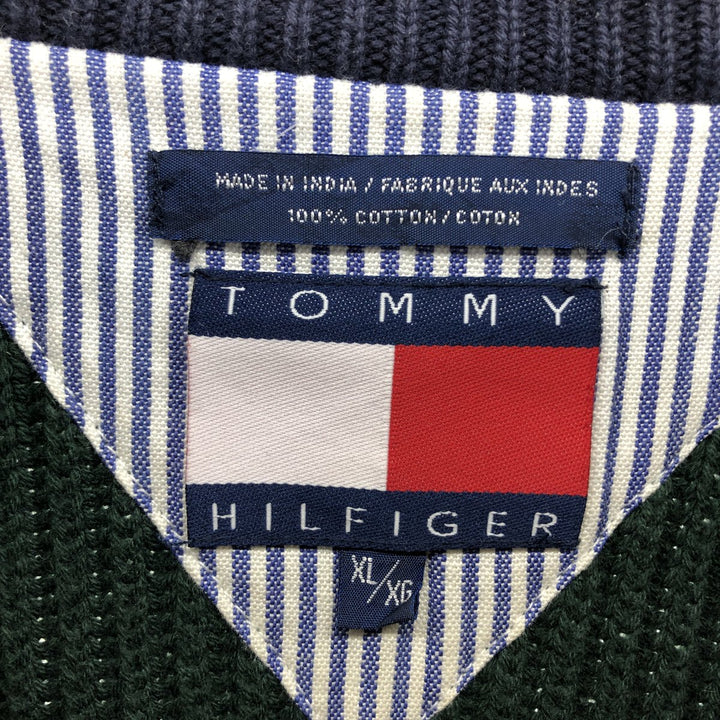 MADE IN INDIA / FABRIQUE AUX INDES
100% COTTON / COTON
TOMMY
HILFIGER
XL/XG